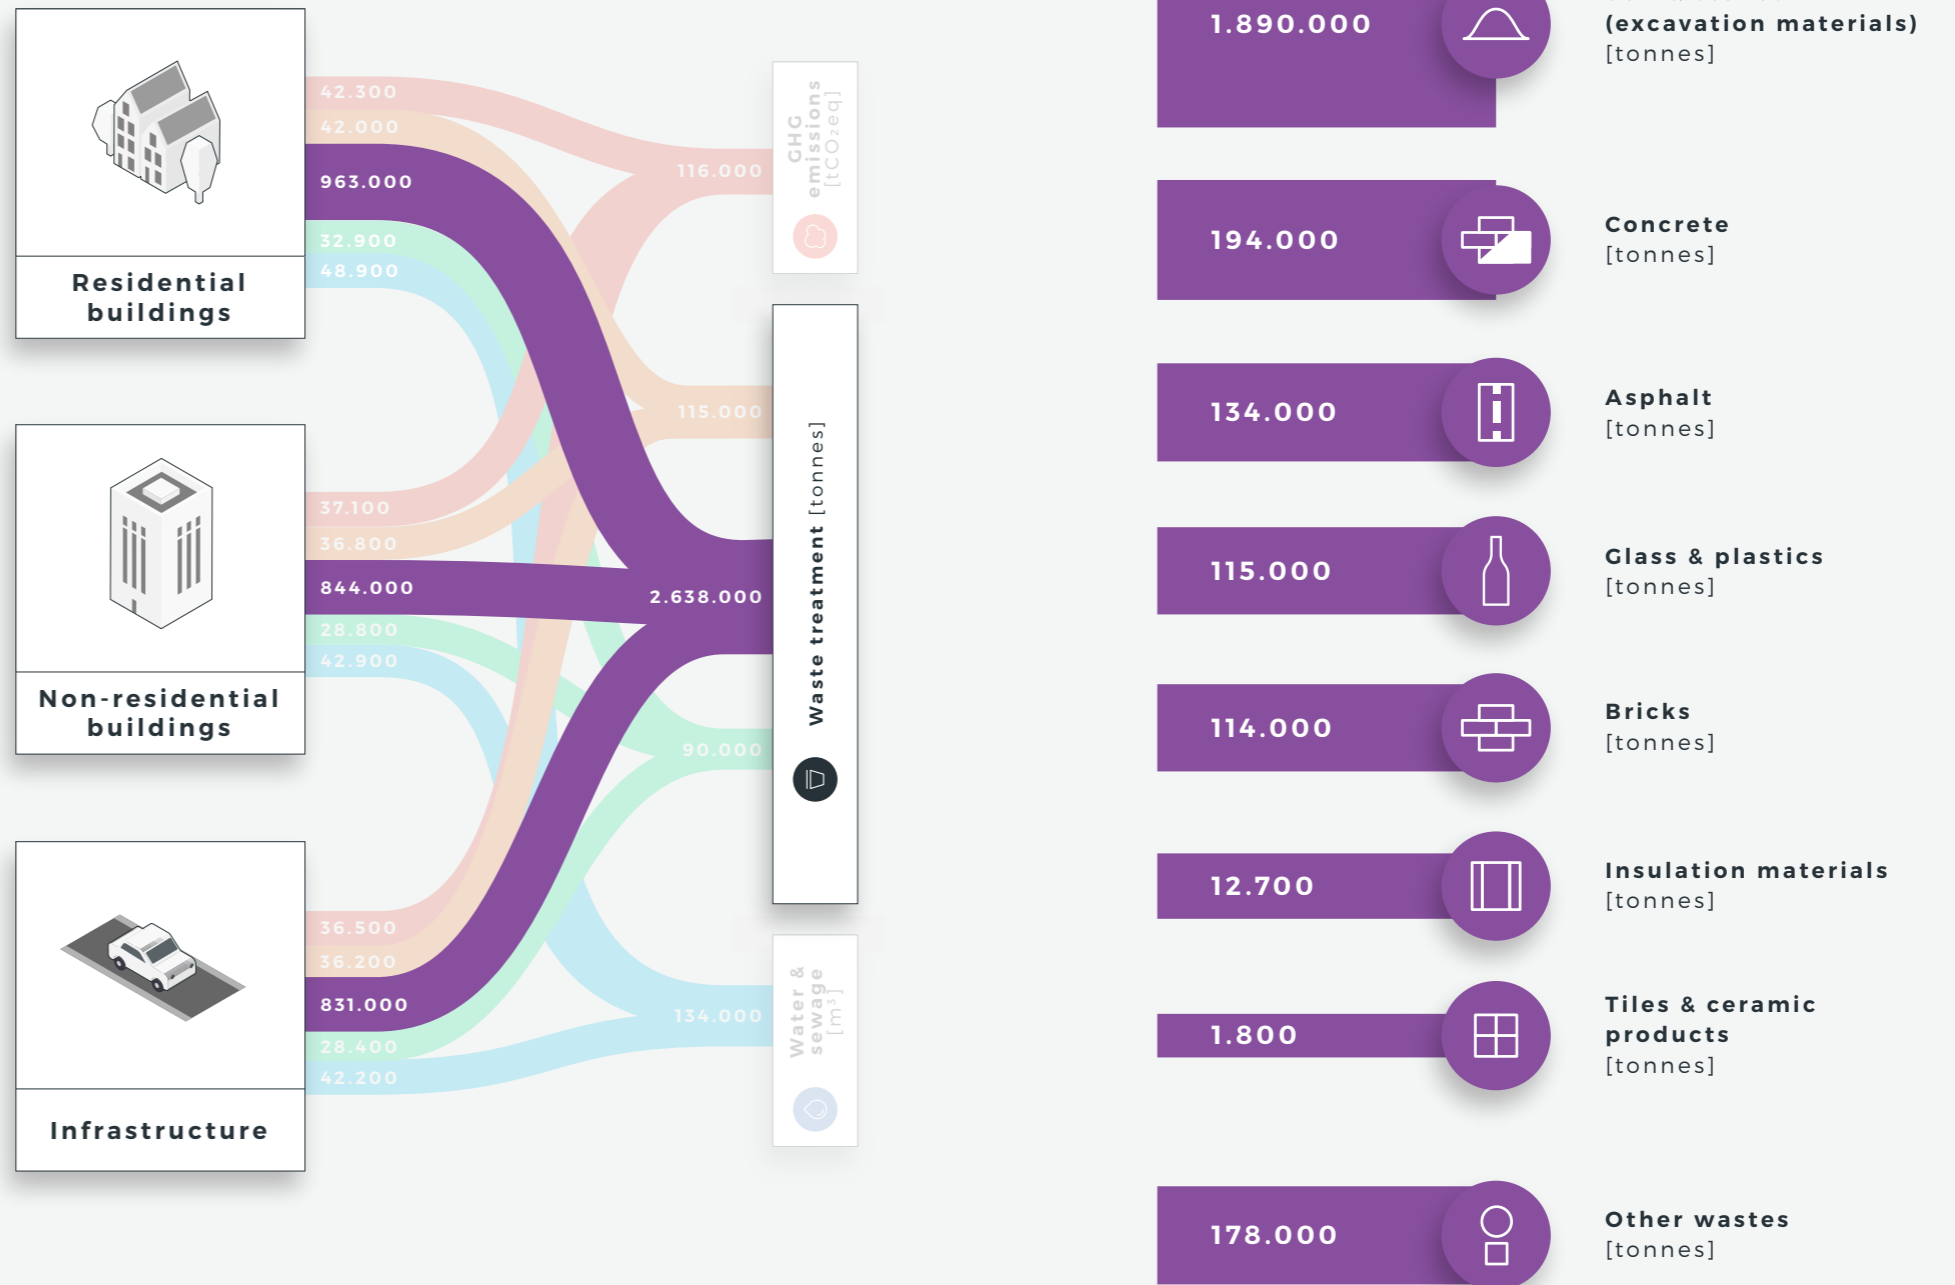 42.300
42.000
963.000
32.900
48.900
Residential
buildings
37.100
36.800
844.000
28.800
42.900
Non-residential
buildings
36.500
36.200
831.000
28.400
42.200
Infrastructure
116.000
115.000
2.638.000
90.000
134.000
GHG
emissions
[tCO₂eq]
Waste treatment [tonnes]
Water &
sewage
[m³]
1.890.000
(excavation materials)
[tonnes]
194.000
Concrete
[tonnes]
134.000
Asphalt
[tonnes]
115.000
Glass & plastics
[tonnes]
114.000
Bricks
[tonnes]
12.700
Insulation materials
[tonnes]
1.800
Tiles & ceramic
products
[tonnes]
178.000
Other wastes
[tonnes]